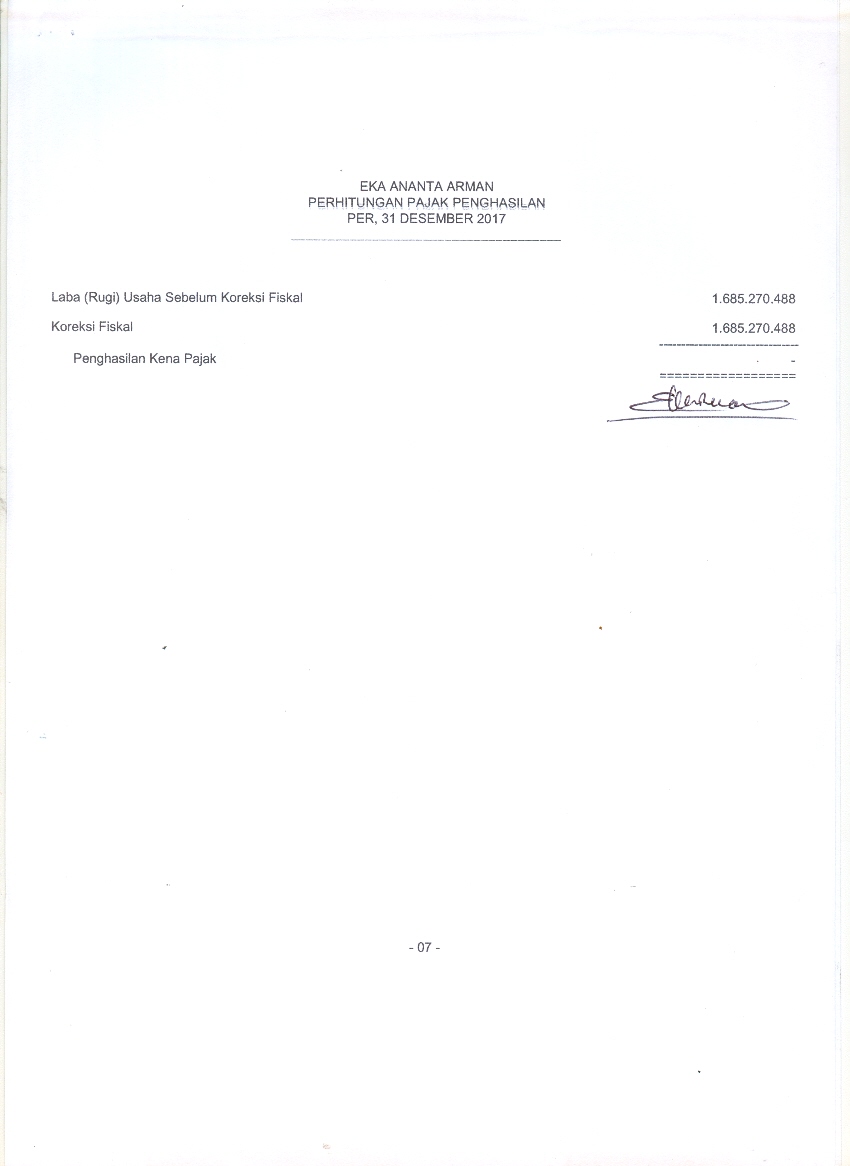 EKA ANANTA ARMAN
PERHITUNGAN PAJAK PENGHASILAN
PER, 31 DESEMBER 2017
Laba (Rugi) Usaha Sebelum Koreksi Fiskal 1.685.270.488
Koreksi Fiskal 1.685.270.488
Penghasilan Kena Pajak -
- 07 -